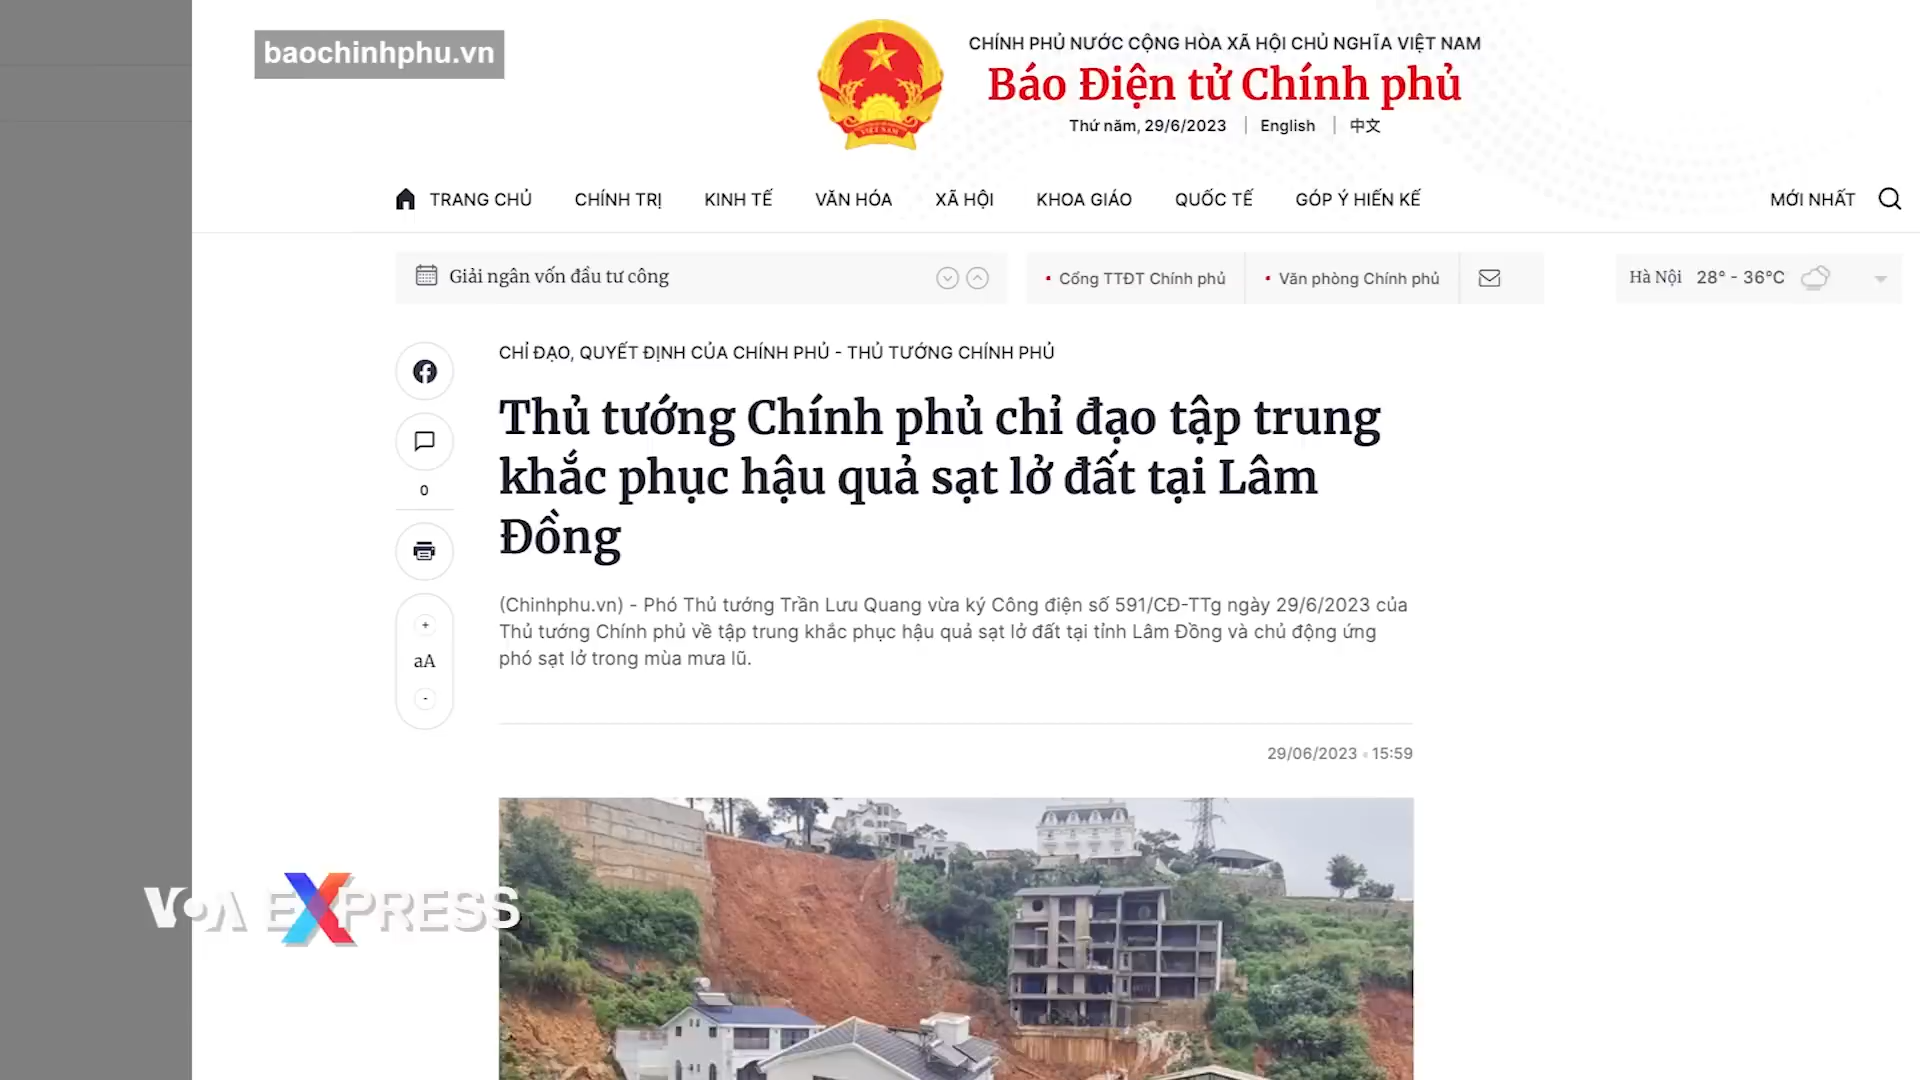 baochinhphu.vn
CHÍNH PHỦ NƯỚC CỘNG HÒA XÃ HỘI CHỦ NGHĨA VIỆT NAM
Báo Điện tử Chính phủ
Thứ năm, 29/6/2023 | English | 中文
VIỆT NAM
TRANG CHỦ CHÍNH TRỊ KINH TẾ VĂN HÓA XÃ HỘI KHOA GIÁO QUỐC TẾ GÓP Ý HIẾN KẾ MỚI NHẤT
Giải ngân vốn đầu tư công
Cổng TTĐT Chính phủ
Văn phòng Chính phủ
Hà Nội 28° - 36°C
CHỈ ĐẠO, QUYẾT ĐỊNH CỦA CHÍNH PHỦ - THỦ TƯỚNG CHÍNH PHỦ
Thủ tướng Chính phủ chỉ đạo tập trung
khắc phục hậu quả sạt lở đất tại Lâm
Đồng
0
+
aA
-
(Chinhphu.vn) - Phó Thủ tướng Trần Lưu Quang vừa ký Công điện số 591/CĐ-TTg ngày 29/6/2023 của
Thủ tướng Chính phủ về tập trung khắc phục hậu quả sạt lở đất tại tỉnh Lâm Đồng và chủ động ứng
phó sạt lở trong mùa mưa lũ.
29/06/2023 15:59
VOA EXPRESS